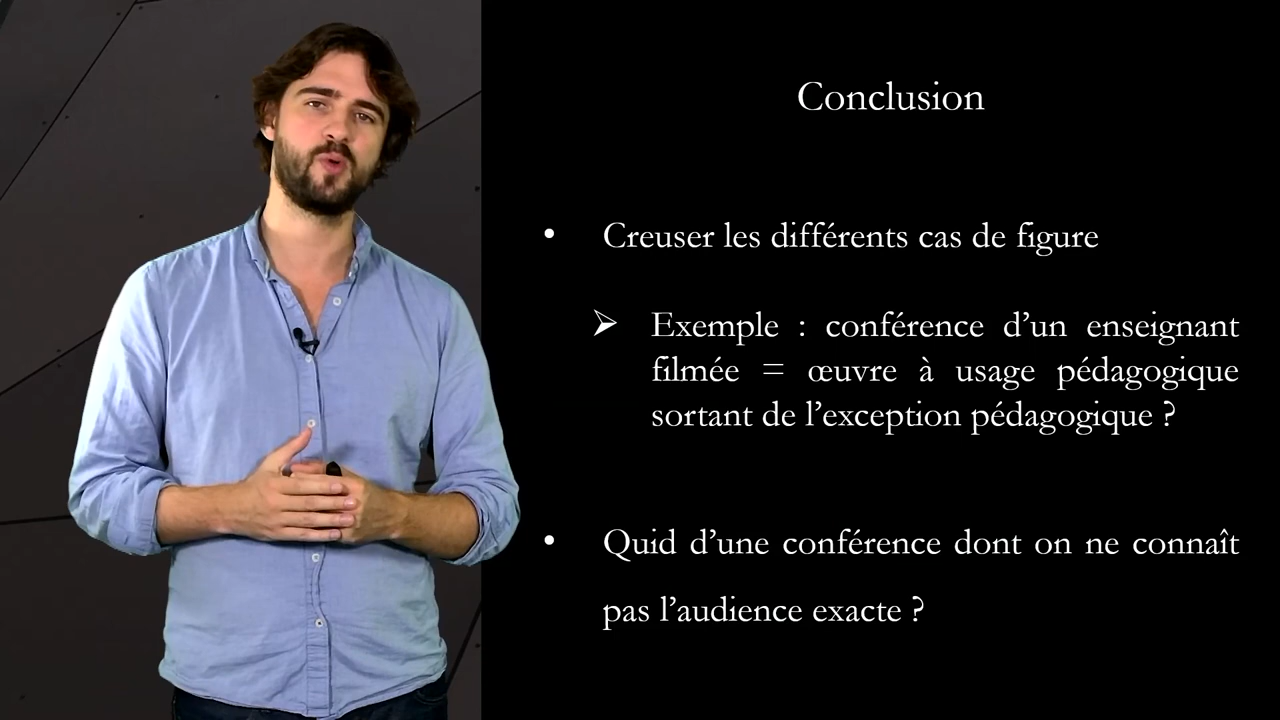 Conclusion
• Creuser les différents cas de figure
➢ Exemple : conférence d’un enseignant
filmée = œuvre à usage pédagogique
sortant de l’exception pédagogique ?
• Quid d’une conférence dont on ne connaît
pas l’audience exacte ?